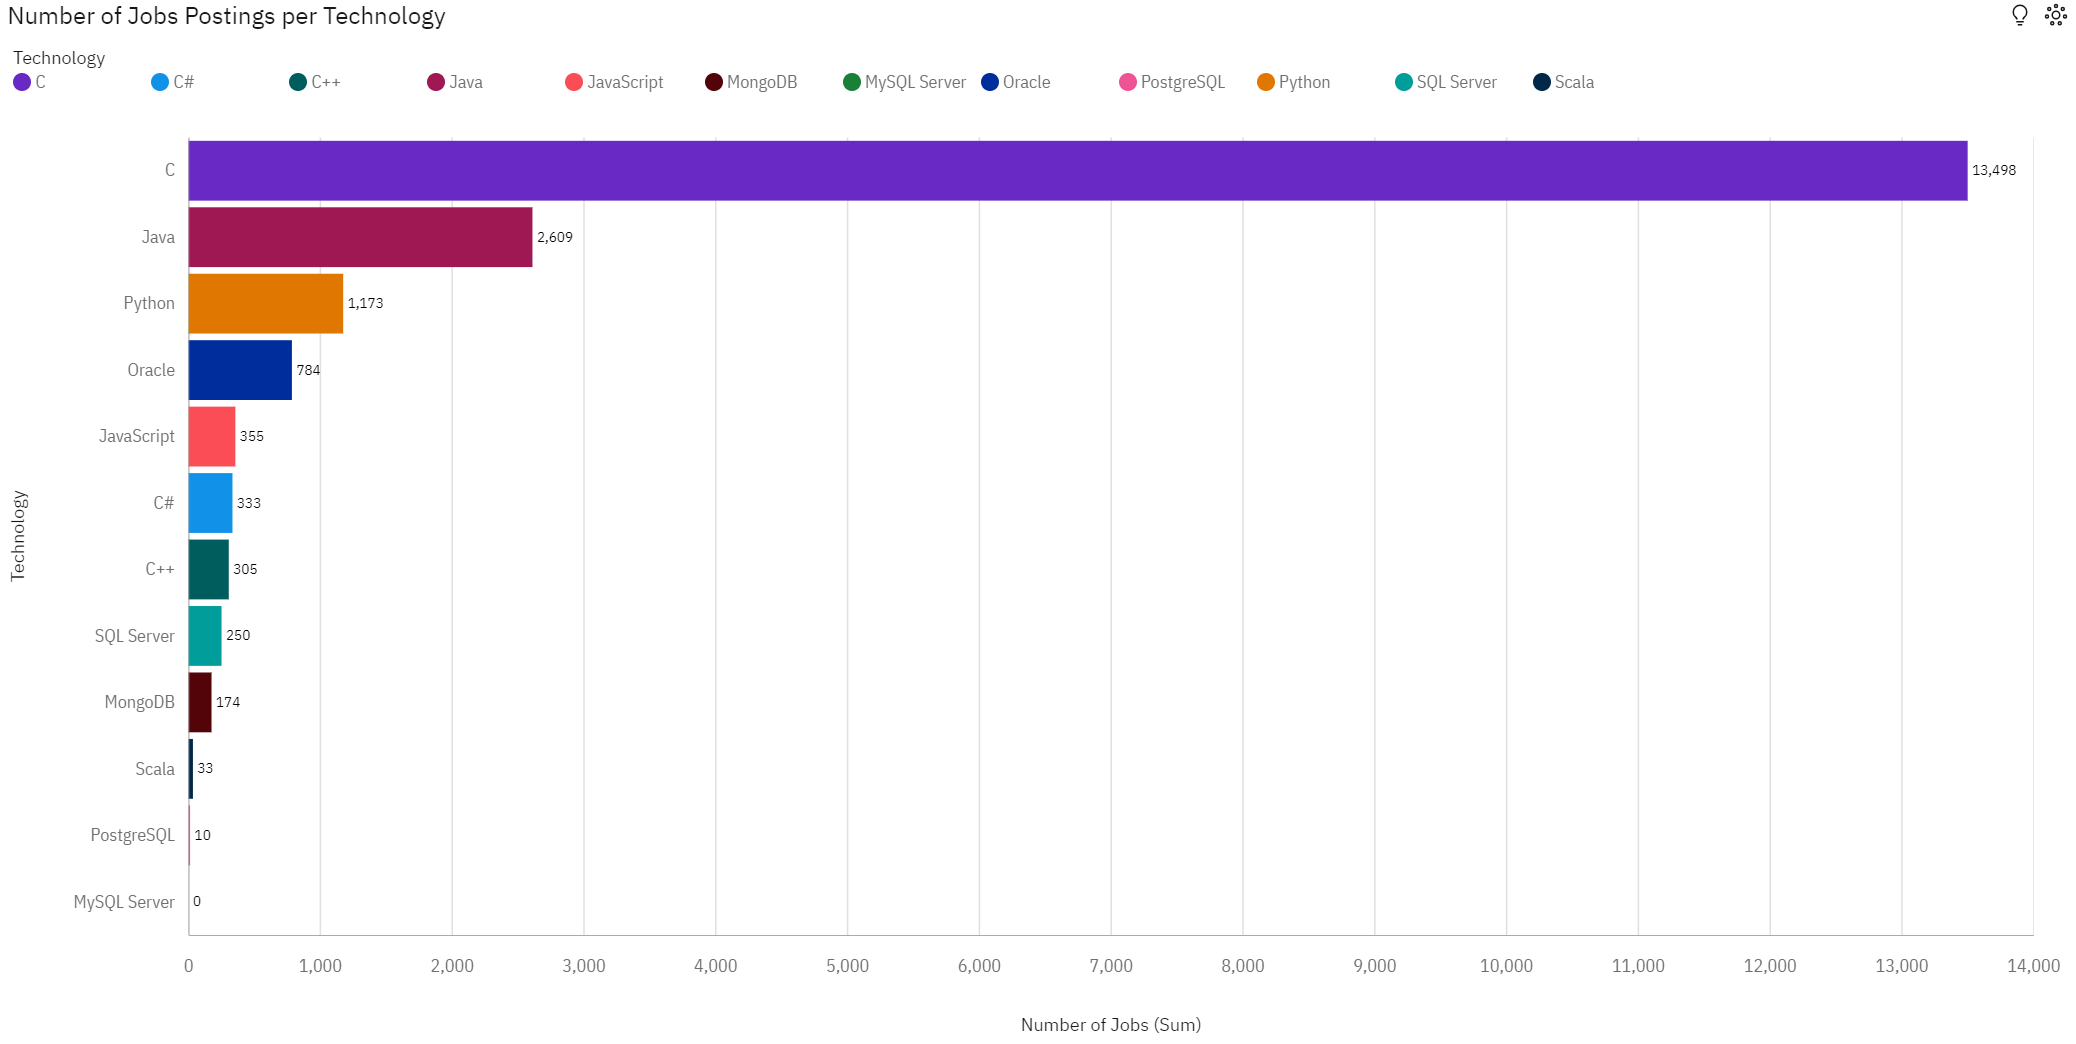 Number of Jobs Postings per Technology
Technology
C C# C++ Java JavaScript MongoDB MySQL Server Oracle PostgreSQL Python SQL Server Scala
C 13,498
Java 2,609
Python 1,173
Oracle 784
JavaScript 355
C# 333
C++ 305
SQL Server 250
MongoDB 174
Scala 33
PostgreSQL 10
MySQL Server 0
Technology
0 1,000 2,000 3,000 4,000 5,000 6,000 7,000 8,000 9,000 10,000 11,000 12,000 13,000 14,000
Number of Jobs (Sum)